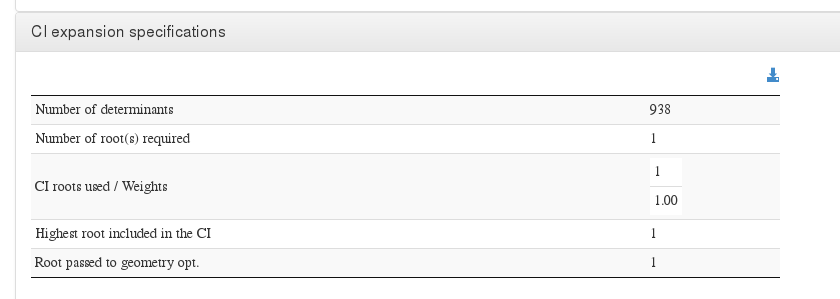 CI expansion specifications
Number of determinants 938
Number of root(s) required 1
CI roots used / Weights 1
1.00
Highest root included in the CI 1
Root passed to geometry opt. 1